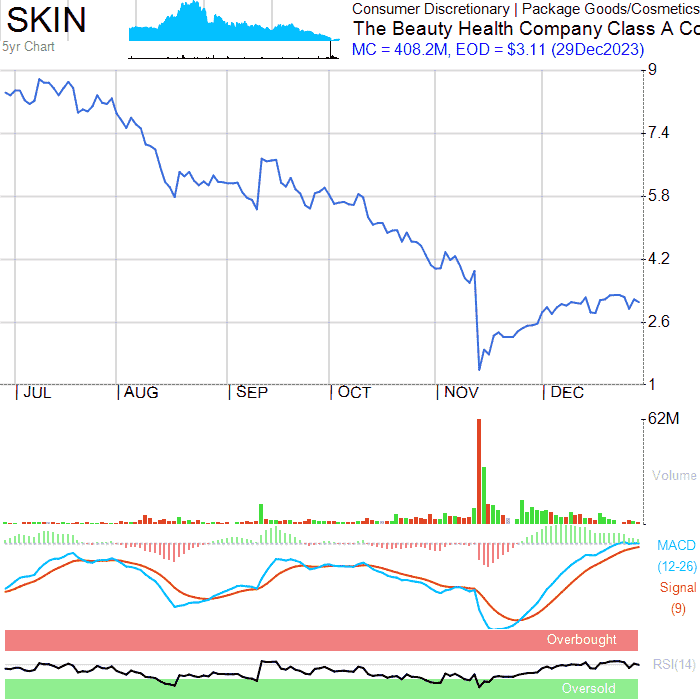 SKIN
5yr Chart
Consumer Discretionary | Package Goods/Cosmetics
The Beauty Health Company Class A Co
MC = 408.2M, EOD = $3.11 (29Dec2023)
9
7.4
5.8
4.2
2.6
1
|JUL |AUG |SEP |OCT |NOV |DEC
62M
Volume
MACD
(12-26)
Signal
(9)
Overbought
RSI(14)
Oversold